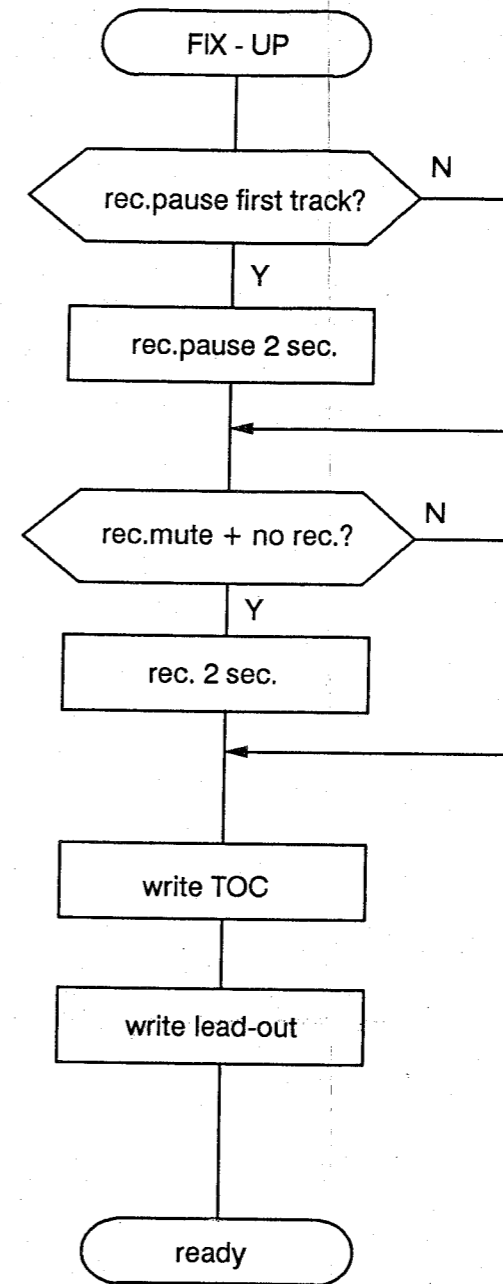 FIX - UP
N
rec.pause first track?
Y
rec.pause 2 sec.
N
rec.mute + no rec.?
Y
rec. 2 sec.
write TOC
write lead-out
ready